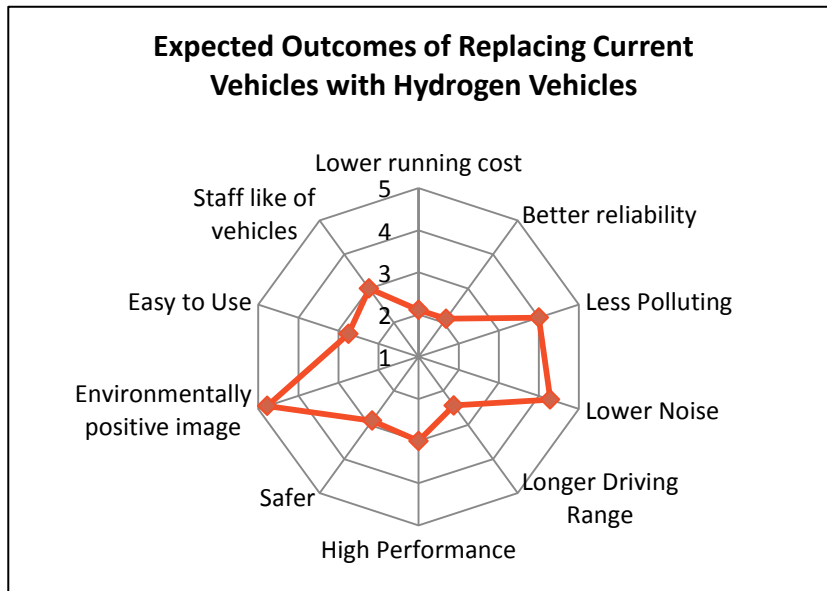 Expected Outcomes of Replacing Current
Vehicles with Hydrogen Vehicles
Lower running cost
Better reliability
Less Polluting
Lower Noise
Longer Driving
Range
High Performance
Safer
Environmentally
positive image
Easy to Use
Staff like of
vehicles
5
4
3
2
1